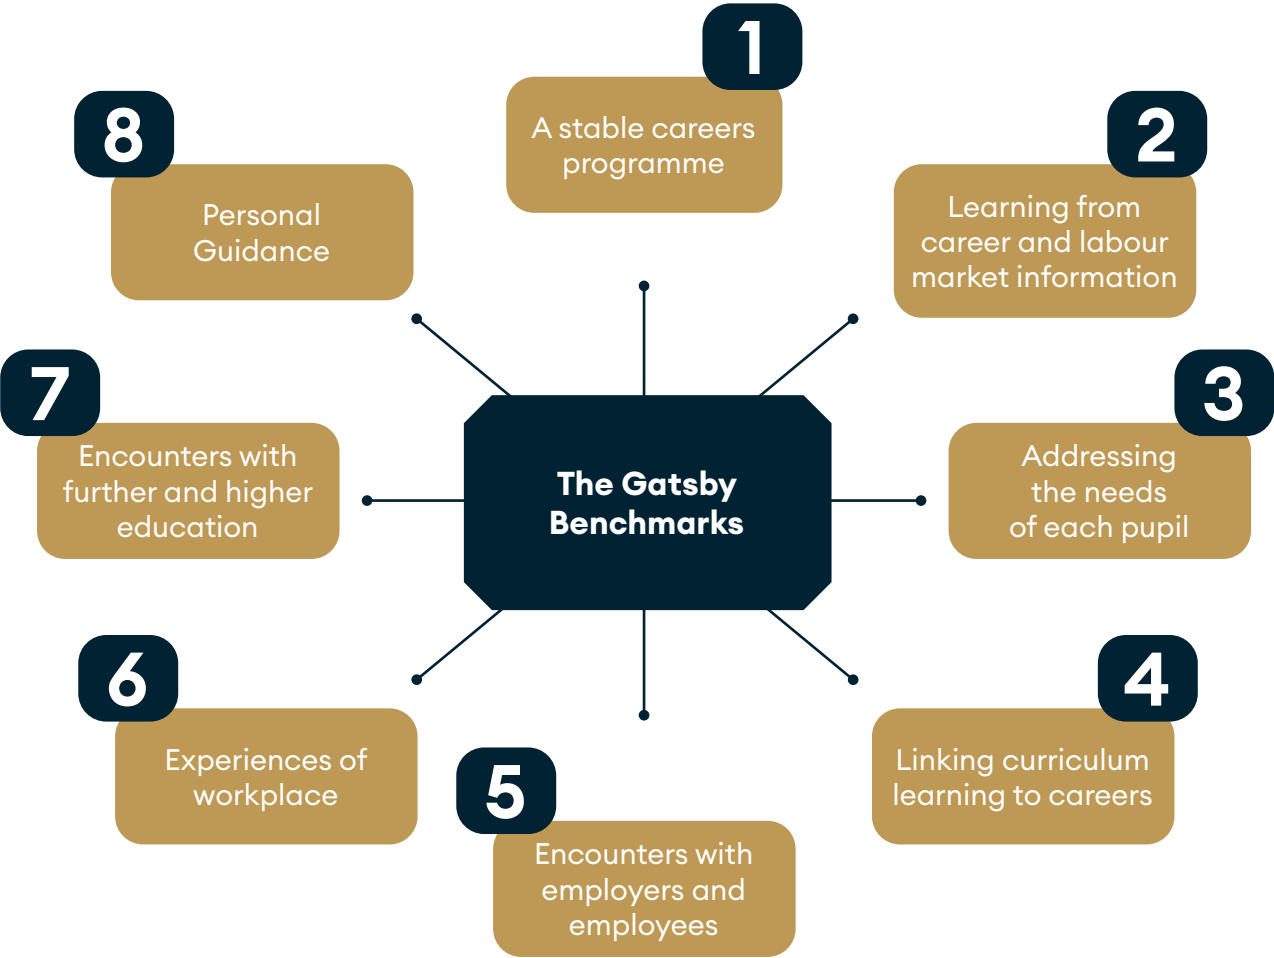 1
A stable careers
programme
2
Learning from
career and labour
market information
3
Addressing
the needs
of each pupil
4
Linking curriculum
learning to careers
5
Encounters with
employers and
employees
6
Experiences of
workplace
7
Encounters with
further and higher
education
8
Personal
Guidance
The Gatsby
Benchmarks